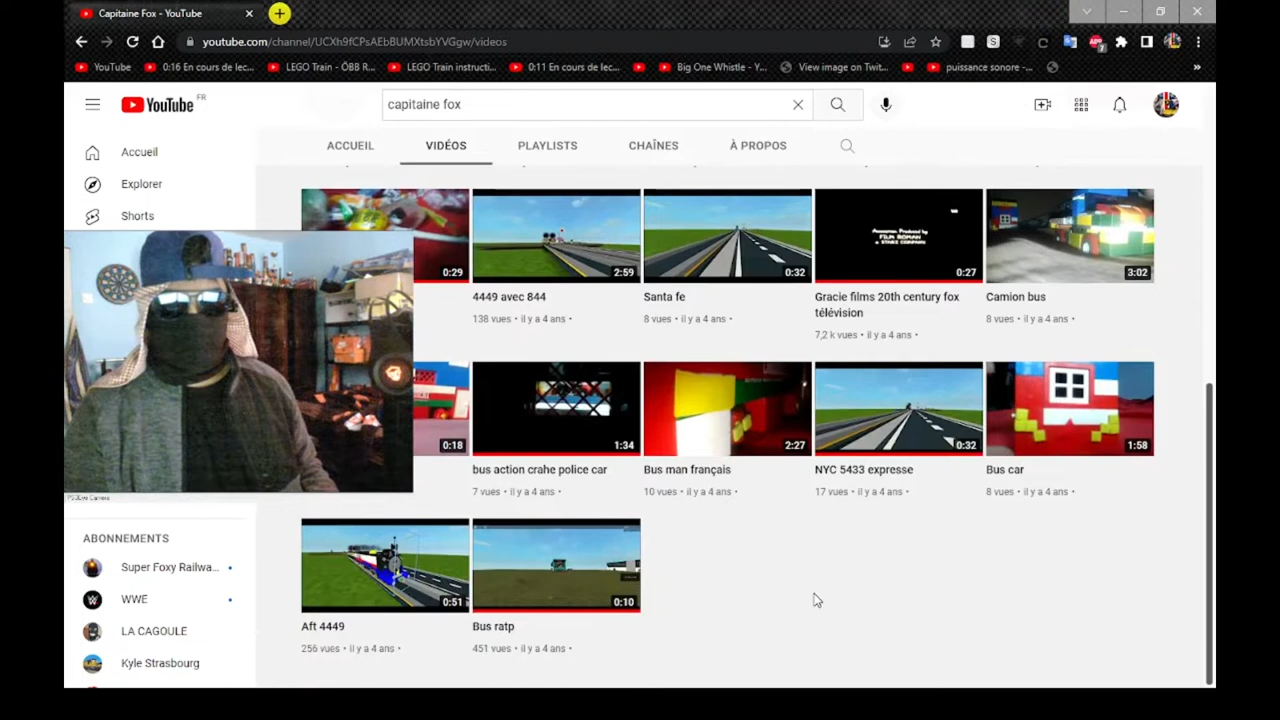 Capitaine Fox - YouTube
youtube.com/channel/UCXh9fCPsAEbBUMXtsbYVGgw/videos
YouTube
0:16 En cours de lec...
LEGO Train - ÖBB R...
LEGO Train instructi...
0:11 En cours de lec...
Big One Whistle - Y...
View image on Twit...
puissance sonore -...
YouTube FR
capitaine fox
ACCUEIL
VIDÉOS
PLAYLISTS
CHAÎNES
À PROPOS
Accueil
Explorer
Shorts
0:29
2:59
0:32
0:27
3:02
4449 avec 844
138 vues • il y a 4 ans •
Santa fe
8 vues • il y a 4 ans •
Gracie films 20th century fox
télévision
7,2 k vues • il y a 4 ans •
Camion bus
8 vues • il y a 4 ans •
0:18
1:34
2:27
0:32
1:58
bus action crahe police car
7 vues • il y a 4 ans •
Bus man français
10 vues • il y a 4 ans •
NYC 5433 expresse
17 vues • il y a 4 ans •
Bus car
8 vues • il y a 4 ans •
PS3Eye Camera
ABONNEMENTS
Super Foxy Railwa...
WWE
LA CAGOULE
Kyle Strasbourg
0:51
0:10
Aft 4449
256 vues • il y a 4 ans •
Bus ratp
451 vues • il y a 4 ans •